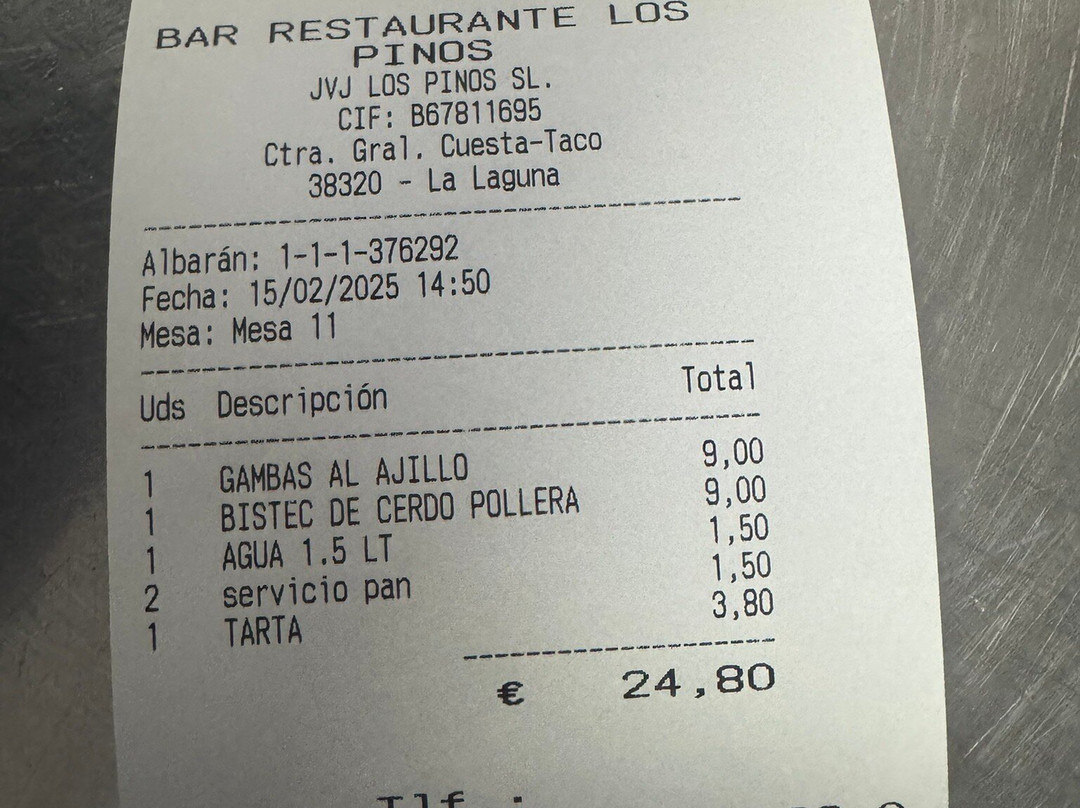 BAR RESTAURANTE LOS
PINOS
JVJ LOS PINOS SL.
CIF: B67811695
Ctra. Gral. Cuesta-Taco
38320 - La Laguna
Albarán: 1-1-1-376292
Fecha: 15/02/2025 14:50
Mesa: Mesa 11
Uds Descripción Total
1 GAMBAS AL AJILLO 9,00
1 BISTEC DE CERDO POLLERA 9,00
1 AGUA 1.5 LT 1,50
2 servicio pan 1,50
1 TARTA 3,80
€ 24,80
Tlf.: